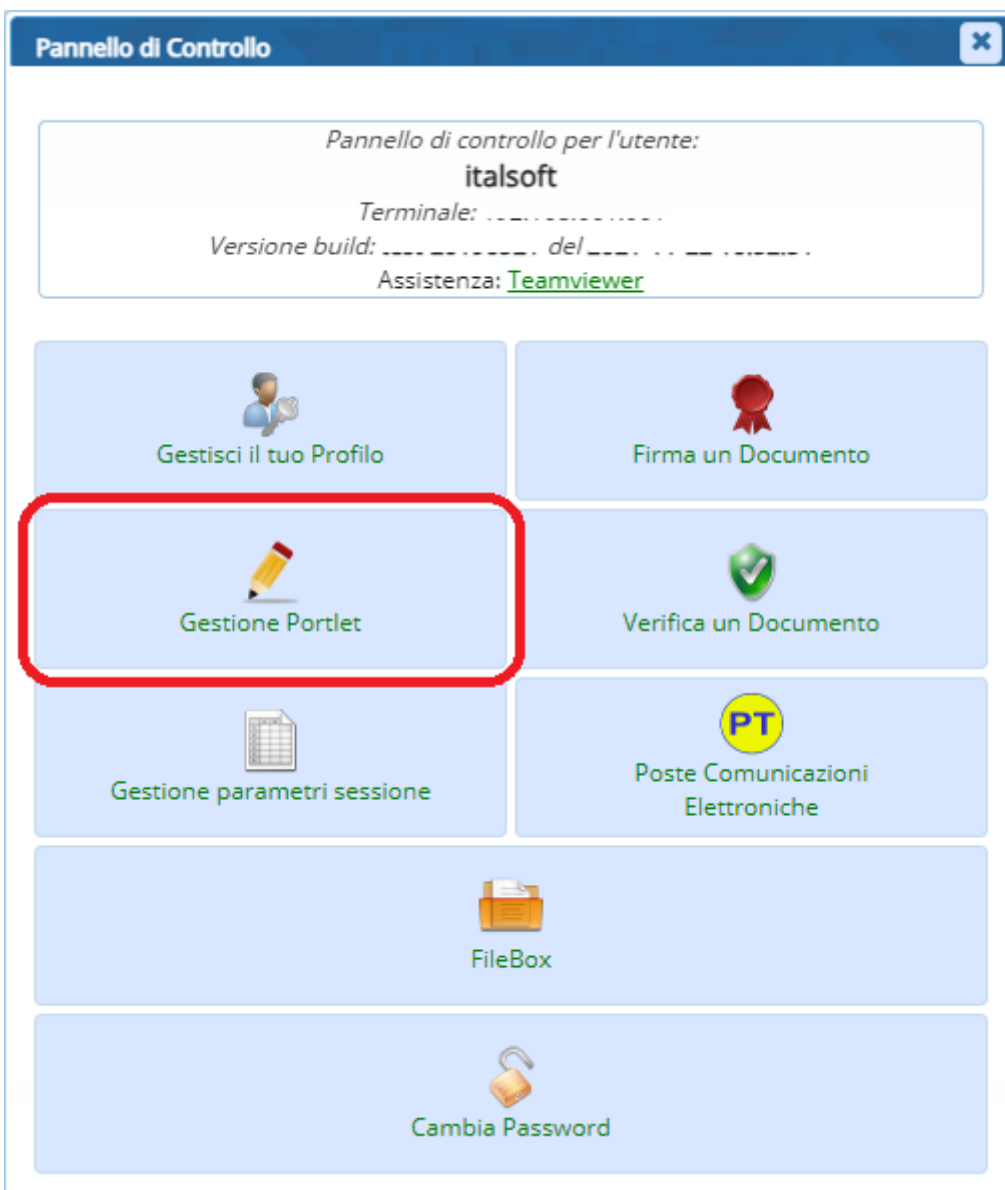 Pannello di Controllo
Pannello di controllo per l'utente:
italsoft
Terminale:
Versione build: del
Assistenza: Teamviewer
Gestisci il tuo Profilo
Firma un Documento
Gestione Portlet
Verifica un Documento
Gestione parametri sessione
PT
Poste Comunicazioni
Elettroniche
FileBox
Cambia Password